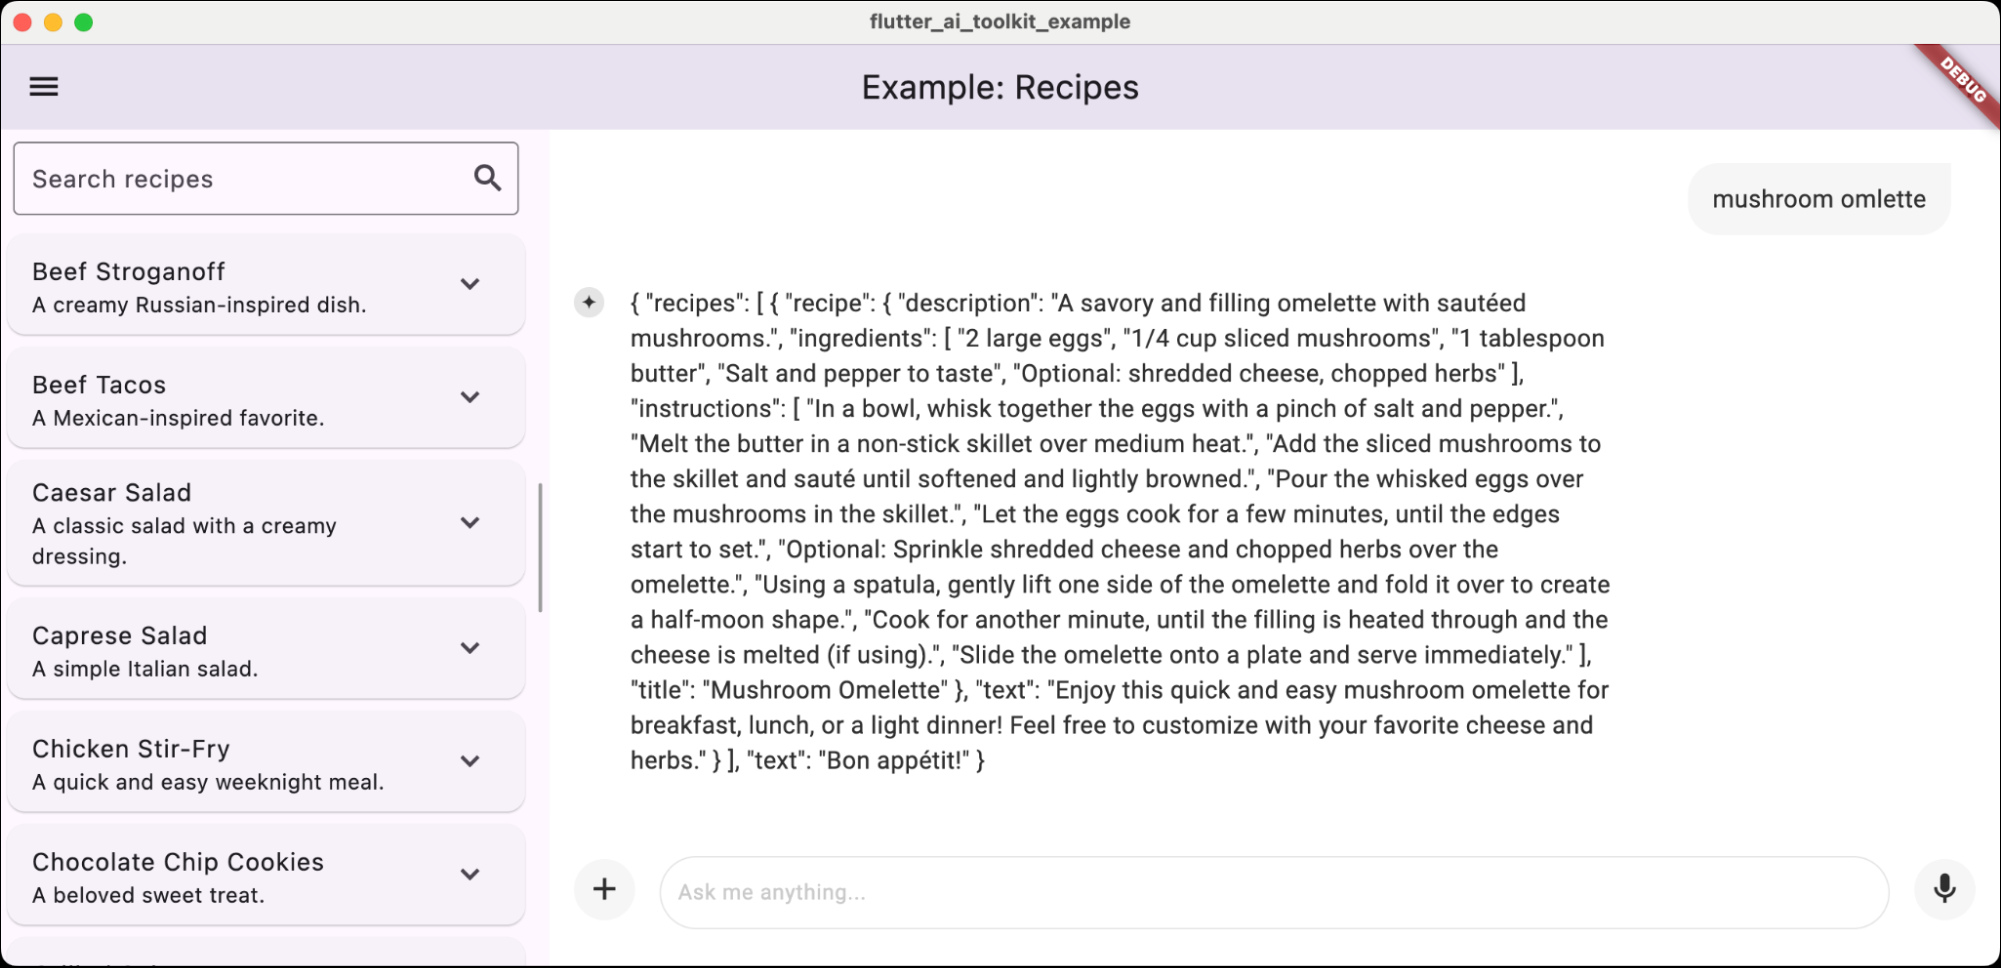 flutter_ai_toolkit_example
Example: Recipes
DEBUG
Search recipes
Beef Stroganoff
A creamy Russian-inspired dish.
Beef Tacos
A Mexican-inspired favorite.
Caesar Salad
A classic salad with a creamy
dressing.
Caprese Salad
A simple Italian salad.
Chicken Stir-Fry
A quick and easy weeknight meal.
Chocolate Chip Cookies
A beloved sweet treat.
mushroom omlette
{ "recipes": [ { "recipe": { "description": "A savory and filling omelette with sautéed
mushrooms.", "ingredients": [ "2 large eggs", "1/4 cup sliced mushrooms", "1 tablespoon
butter", "Salt and pepper to taste", "Optional: shredded cheese, chopped herbs" ],
"instructions": [ "In a bowl, whisk together the eggs with a pinch of salt and pepper.",
"Melt the butter in a non-stick skillet over medium heat.", "Add the sliced mushrooms to
the skillet and sauté until softened and lightly browned.", "Pour the whisked eggs over
the mushrooms in the skillet.", "Let the eggs cook for a few minutes, until the edges
start to set.", "Optional: Sprinkle shredded cheese and chopped herbs over the
omelette.", "Using a spatula, gently lift one side of the omelette and fold it over to create
a half-moon shape.", "Cook for another minute, until the filling is heated through and the
cheese is melted (if using).", "Slide the omelette onto a plate and serve immediately." ],
"title": "Mushroom Omelette" }, "text": "Enjoy this quick and easy mushroom omelette for
breakfast, lunch, or a light dinner! Feel free to customize with your favorite cheese and
herbs." } ], "text": "Bon appétit!" }
Ask me anything...